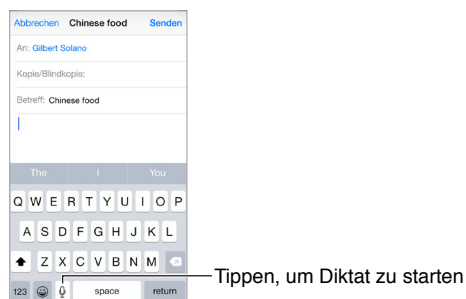 Abbrechen Chinese food Senden
An: Gilbert Solano
Kopie/Blindkopie:
Betreff: Chinese food
The I You
Q W E R T Y U I O P
A S D F G H J K L
Z X C V B N M
123 space return
Tippen, um Diktat zu starten